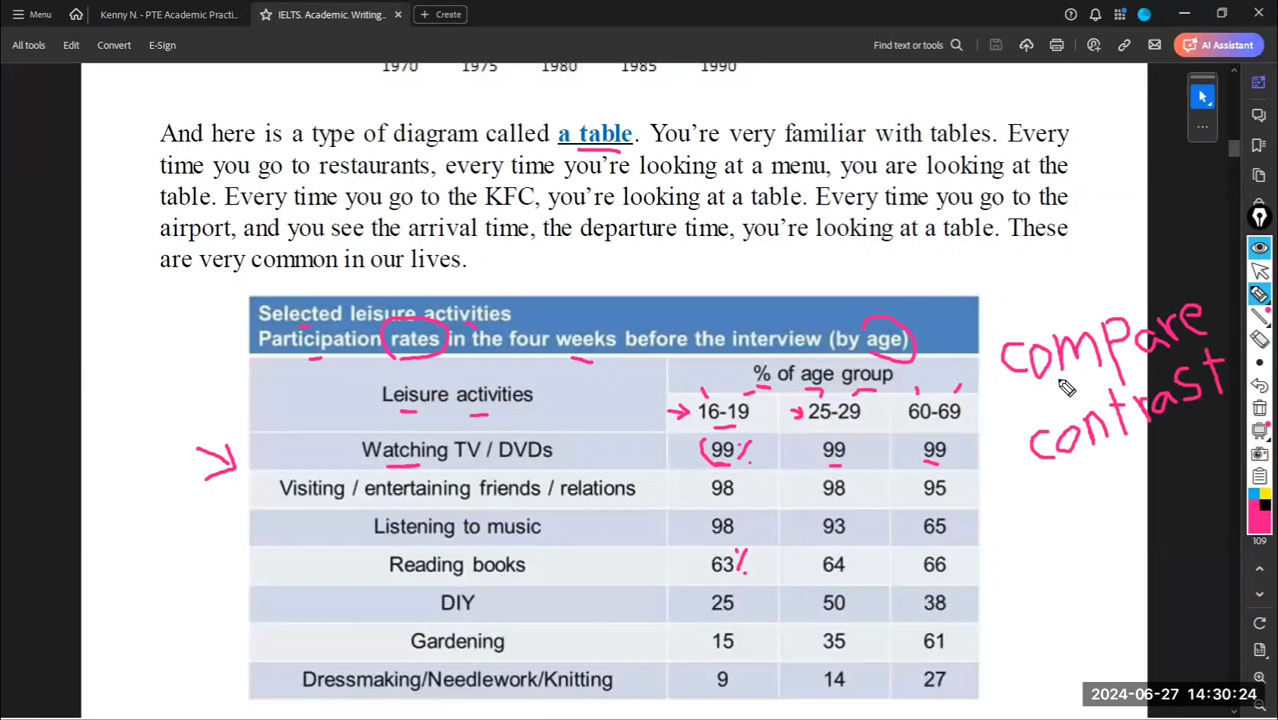 Menu Kenny N. - PTE Academic Practi... IELTS. Academic. Writing... × + Create
All tools Edit Convert E-Sign Find text or tools AI Assistant
1970 1975 1980 1985 1990
And here is a type of diagram called a table. You're very familiar with tables. Every
time you go to restaurants, every time you're looking at a menu, you are looking at the
table. Every time you go to the KFC, you're looking at a table. Every time you go to the
airport, and you see the arrival time, the departure time, you're looking at a table. These
are very common in our lives.
Selected leisure activities
Participation rates in the four weeks before the interview (by age)
% of age group
Leisure activities
16-19 25-29 60-69
Watching TV / DVDs 99% 99 99
Visiting / entertaining friends / relations 98 98 95
Listening to music 98 93 65
Reading books 63% 64 66
DIY 25 50 38
Gardening 15 35 61
Dressmaking/Needlework/Knitting 9 14 27
compare
contrast
109
2024-06-27 14:30:24